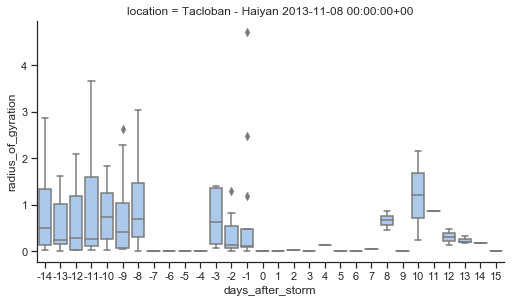 location = Tacloban - Haiyan 2013-11-08 00:00:00+00
radius_of_gyration
4
3
2
1
0
-14 -13 -12 -11 -10 -9 -8 -7 -6 -5 -4 -3 -2 -1 0 1 2 3 4 5 6 7 8 9 10 11 12 13 14 15
days_after_storm